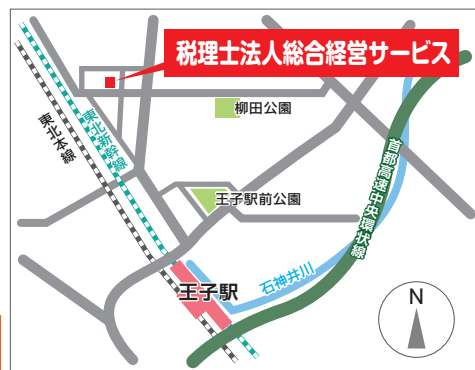 税理士法人総合経営サービス
柳田公園
東北新幹線
東北本線
王子駅前公園
首都高速中央環状線
石神井川
王子駅
N